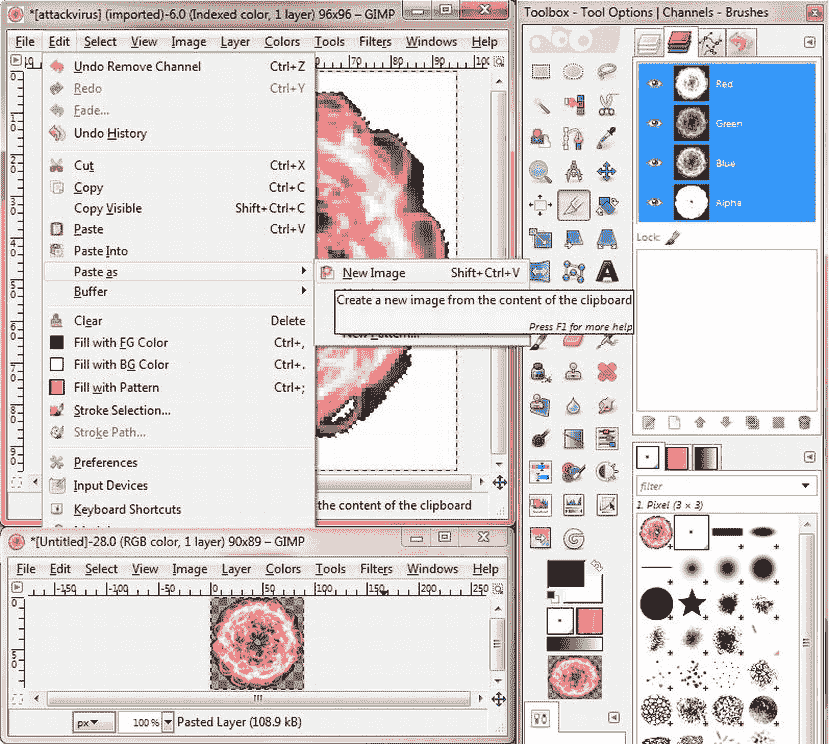 *[attackvirus] (imported)-6.0 (Indexed color, 1 layer) 96x96 – GIMP
File Edit Select View Image Layer Colors Tools Filters Windows Help
70 80 90
Undo Remove Channel Ctrl+Z
Redo Ctrl+Y
Fade...
Undo History
Cut Ctrl+X
Copy Ctrl+C
Copy Visible Shift+Ctrl+C
Paste Ctrl+V
Paste Into
Paste as
Buffer
Clear Delete
Fill with FG Color Ctrl+,
Fill with BG Color Ctrl+.
Fill with Pattern Ctrl+;
Stroke Selection...
Stroke Path...
Preferences
Input Devices
Keyboard Shortcuts
New Image Shift+Ctrl+V
Create a new image from the content of the clipboard
Press F1 for more help
New Pattern...
the content of the clipboard
*[Untitled]-28.0 (RGB color, 1 layer) 90x89 – GIMP
File Edit Select View Image Layer Colors Tools Filters Windows Help
-150 -100 -50 0 50 100 150 200 250
px 100 % Pasted Layer (108.9 kB)
Toolbox - Tool Options | Channels - Brushes
Red
Green
Blue
Alpha
Lock:
filter
1. Pixel (3 × 3)